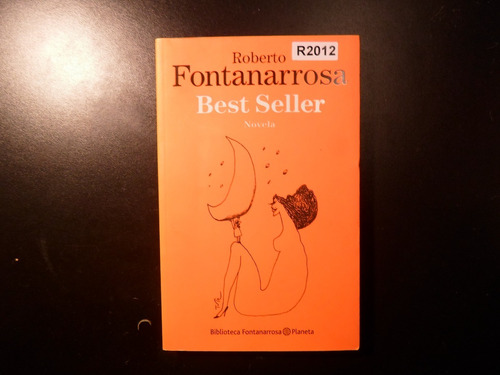 Roberto
R2012
Fontanarrosa
Best Seller
Novela
Biblioteca Fontanarrosa Planeta